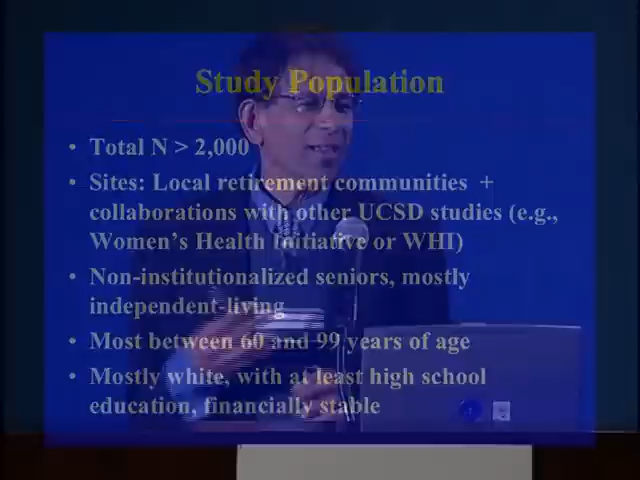 Study Population
• Total N > 2,000
• Sites: Local retirement communities +
collaborations with other UCSD studies (e.g.,
Women's Health Initiative or WHI)
• Non-institutionalized seniors, mostly
independent-living
• Most between 60 and 99 years of age
• Mostly white, with at least high school
education, financially stable